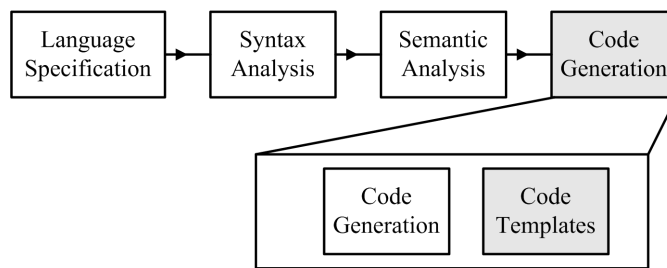 Language
Specification
Syntax
Analysis
Semantic
Analysis
Code
Generation
Code
Generation
Code
Templates